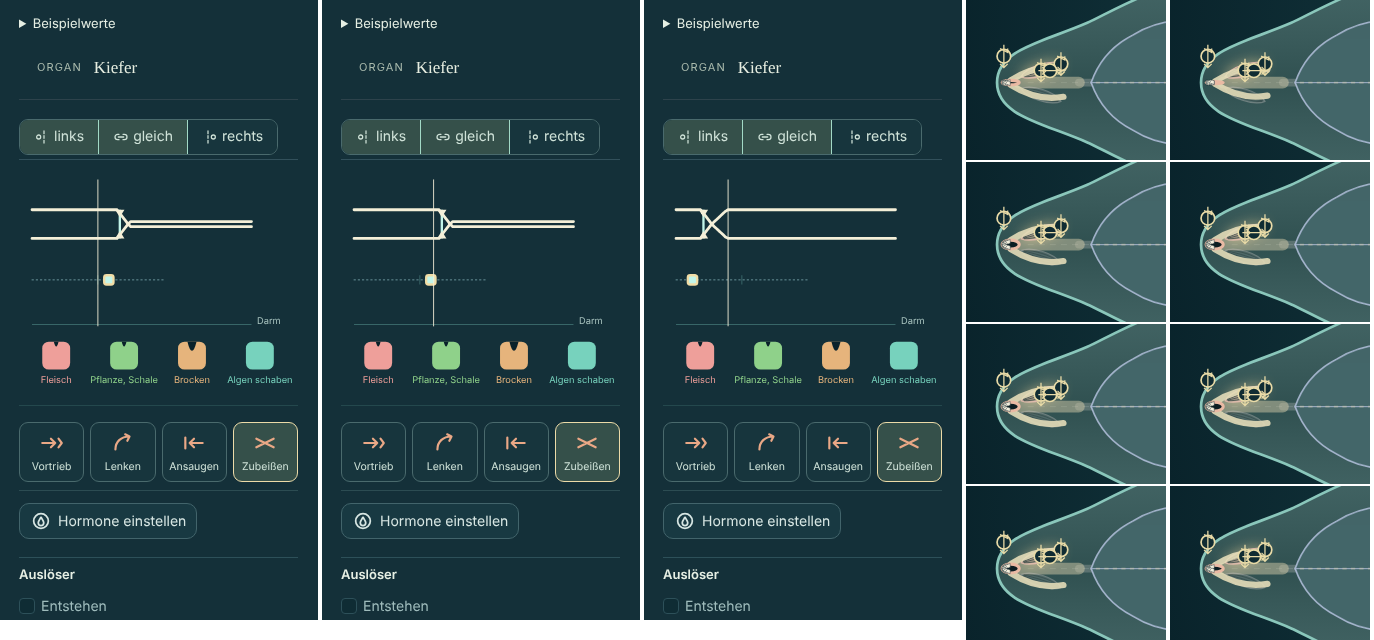 Beispielwerte
ORGAN Kiefer
links gleich rechts
Darm
Fleisch Pflanze, Schale Brocken Algen schaben
Vortrieb Lenken Ansaugen Zubeißen
Hormone einstellen
Auslöser
Entstehen
Beispielwerte
ORGAN Kiefer
links gleich rechts
Darm
Fleisch Pflanze, Schale Brocken Algen schaben
Vortrieb Lenken Ansaugen Zubeißen
Hormone einstellen
Auslöser
Entstehen
Beispielwerte
ORGAN Kiefer
links gleich rechts
Darm
Fleisch Pflanze, Schale Brocken Algen schaben
Vortrieb Lenken Ansaugen Zubeißen
Hormone einstellen
Auslöser
Entstehen